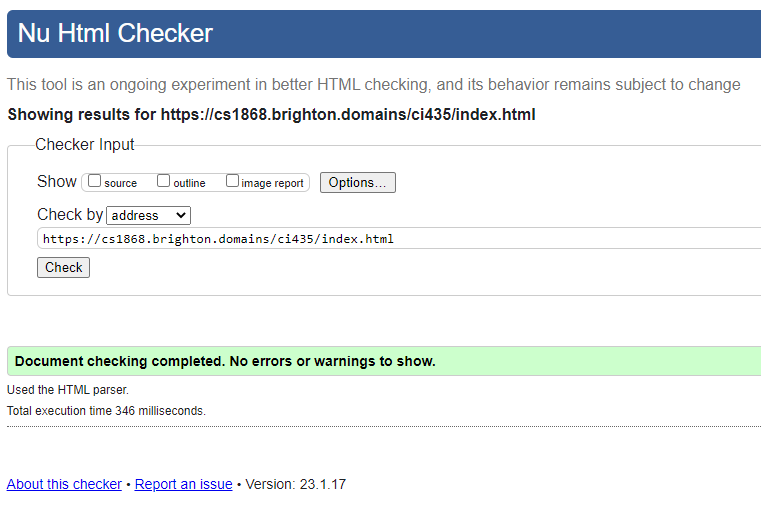 Nu Html Checker
This tool is an ongoing experiment in better HTML checking, and its behavior remains subject to change
Showing results for https://cs1868.brighton.domains/ci435/index.html
Checker Input
Show source outline image report Options...
Check by address
https://cs1868.brighton.domains/ci435/index.html
Check
Document checking completed. No errors or warnings to show.
Used the HTML parser.
Total execution time 346 milliseconds.
About this checker • Report an issue • Version: 23.1.17